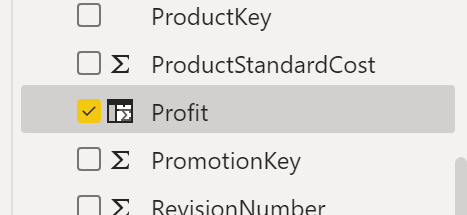 ProductKey
Σ ProductStandardCost
Profit
Σ PromotionKey
Σ RevisionNumber